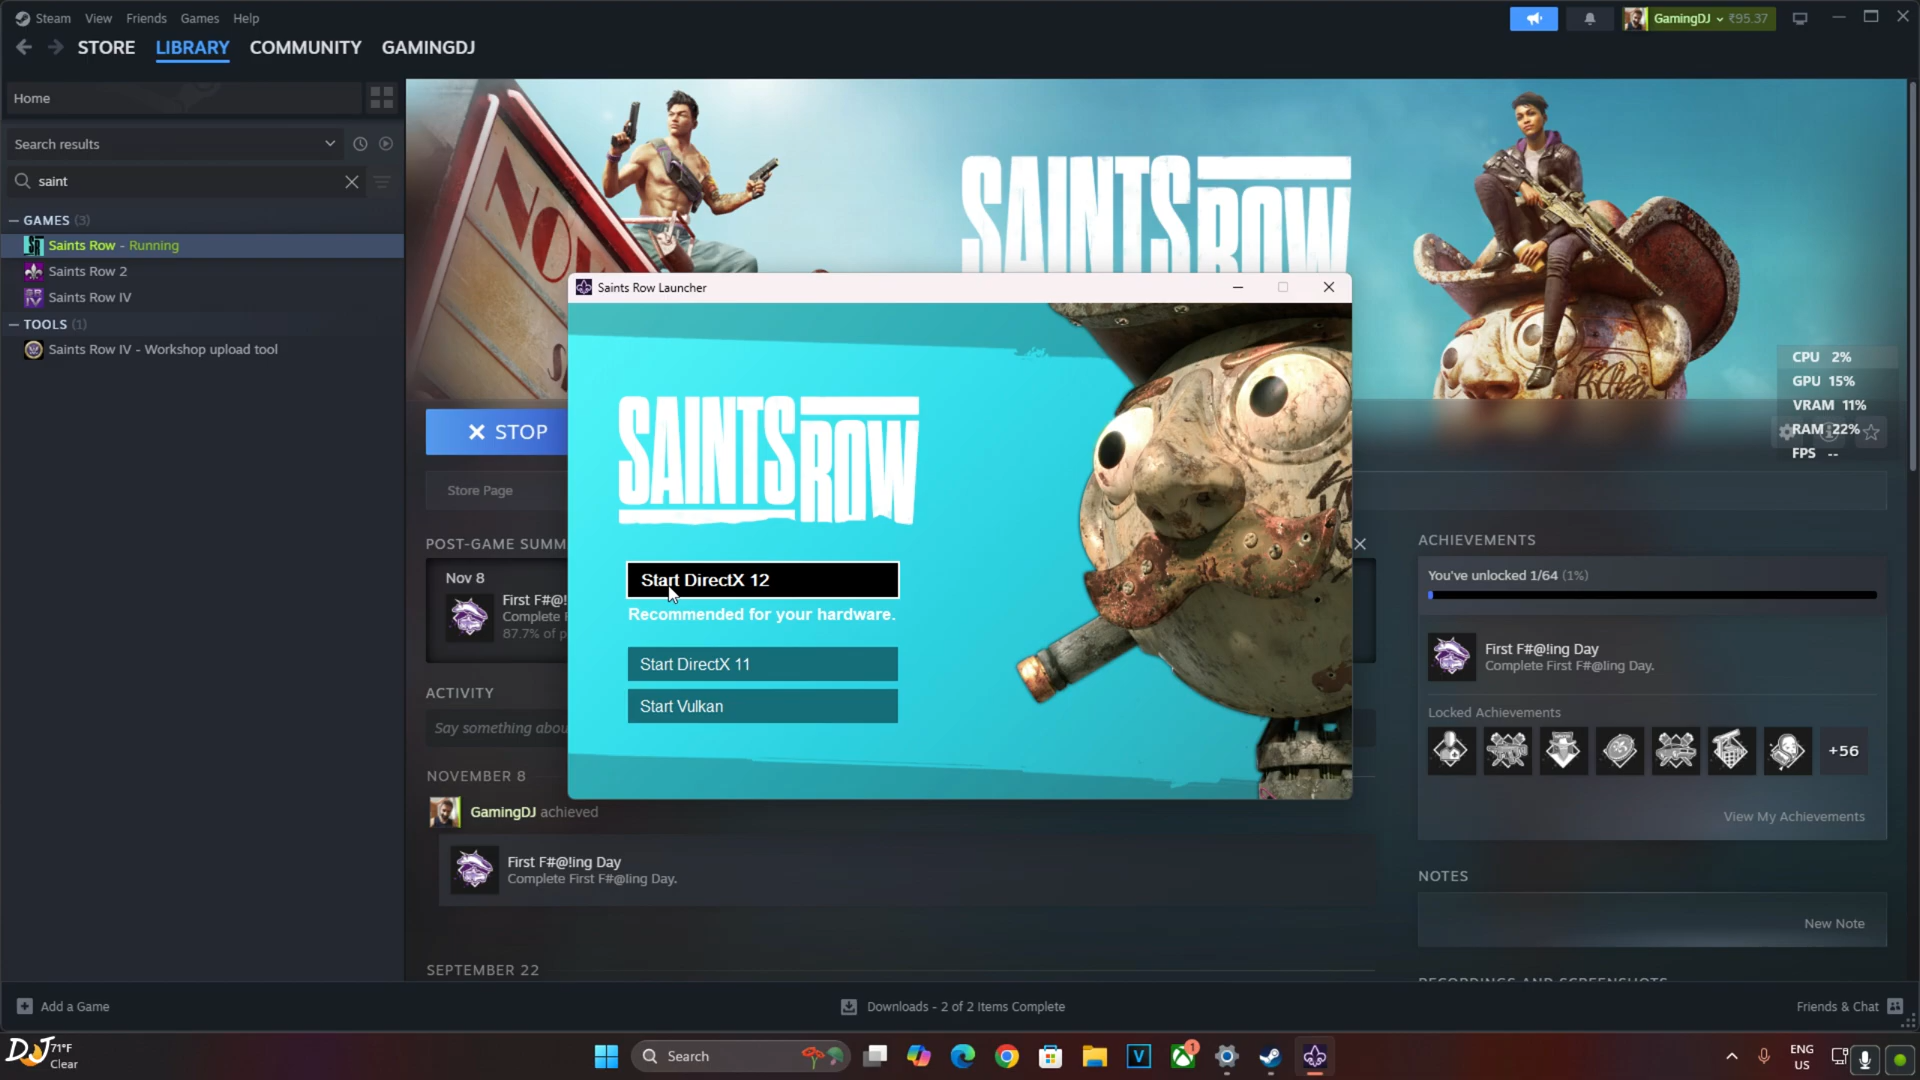 Steam View Friends Games Help
GamingDJ ₹95.37
STORE LIBRARY COMMUNITY GAMINGDJ
Home
Search results
saint
— GAMES (3)
Saints Row - Running
Saints Row 2
Saints Row IV
— TOOLS (1)
Saints Row IV - Workshop upload tool
NOW
SAINTS ROW
CPU 2%
GPU 15%
VRAM 11%
RAM 22%
FPS --
STOP
Store Page
POST-GAME SUMM
Nov 8
First F#@!
Complete F
87.7% of p
ACTIVITY
Say something abou
NOVEMBER 8
GamingDJ achieved
First F#@!ing Day
Complete First F#@!ing Day.
SEPTEMBER 22
Saints Row Launcher
SAINTS ROW
Start DirectX 12
Recommended for your hardware.
Start DirectX 11
Start Vulkan
ACHIEVEMENTS
You've unlocked 1/64 (1%)
First F#@!ing Day
Complete First F#@!ing Day.
Locked Achievements
+56
View My Achievements
NOTES
New Note
RECORDINGS AND SCREENSHOTS
Add a Game
Downloads - 2 of 2 Items Complete
Friends & Chat
DJ
71°F
Clear
Search
V
1
ENG
US